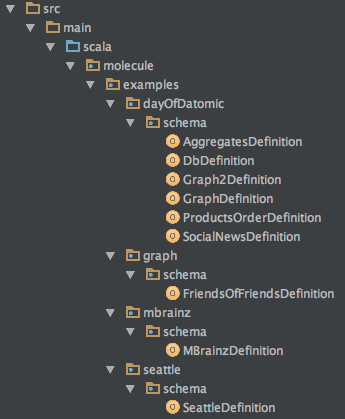 src
main
scala
molecule
examples
dayOfDatomic
schema
AggregatesDefinition
DbDefinition
Graph2Definition
GraphDefinition
ProductsOrderDefinition
SocialNewsDefinition
graph
schema
FriendsOfFriendsDefinition
mbrainz
schema
MBrainzDefinition
seattle
schema
SeattleDefinition